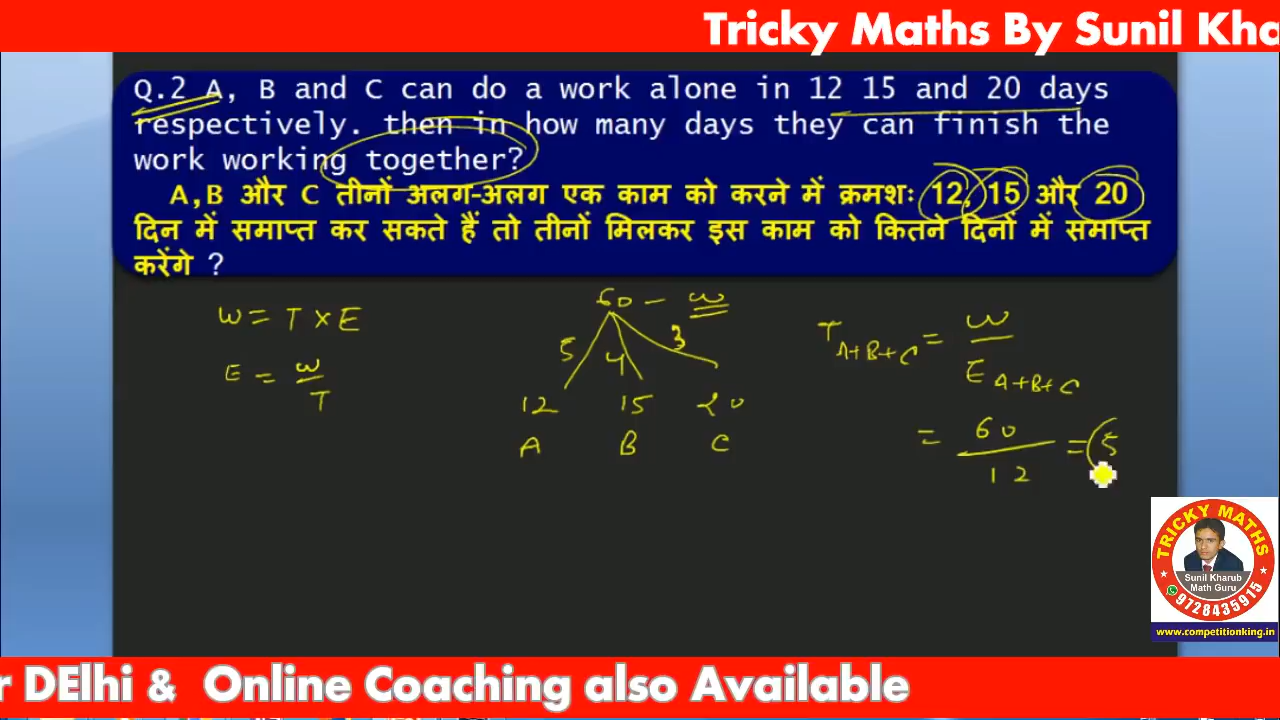 Tricky Maths By Sunil Kha
Q.2 A, B and C can do a work alone in 12 15 and 20 days
respectively. then in how many days they can finish the
work working together?
A,B और C तीनों अलग-अलग एक काम को करने में क्रमशः 12, 15 और 20
दिन में समाप्त कर सकते हैं तो तीनों मिलकर इस काम को कितने दिनों में समाप्त
करेंगे ?
W = T × E
E = W/T
60 - W
5 4 3
12 15 20
A B C
T A+B+C = W / E A+B+C
= 60/12 = 5
TRICKY MATHS
Sunil Kharub
Math Guru
9728435915
www.competitionking.in
r DElhi & Online Coaching also Available